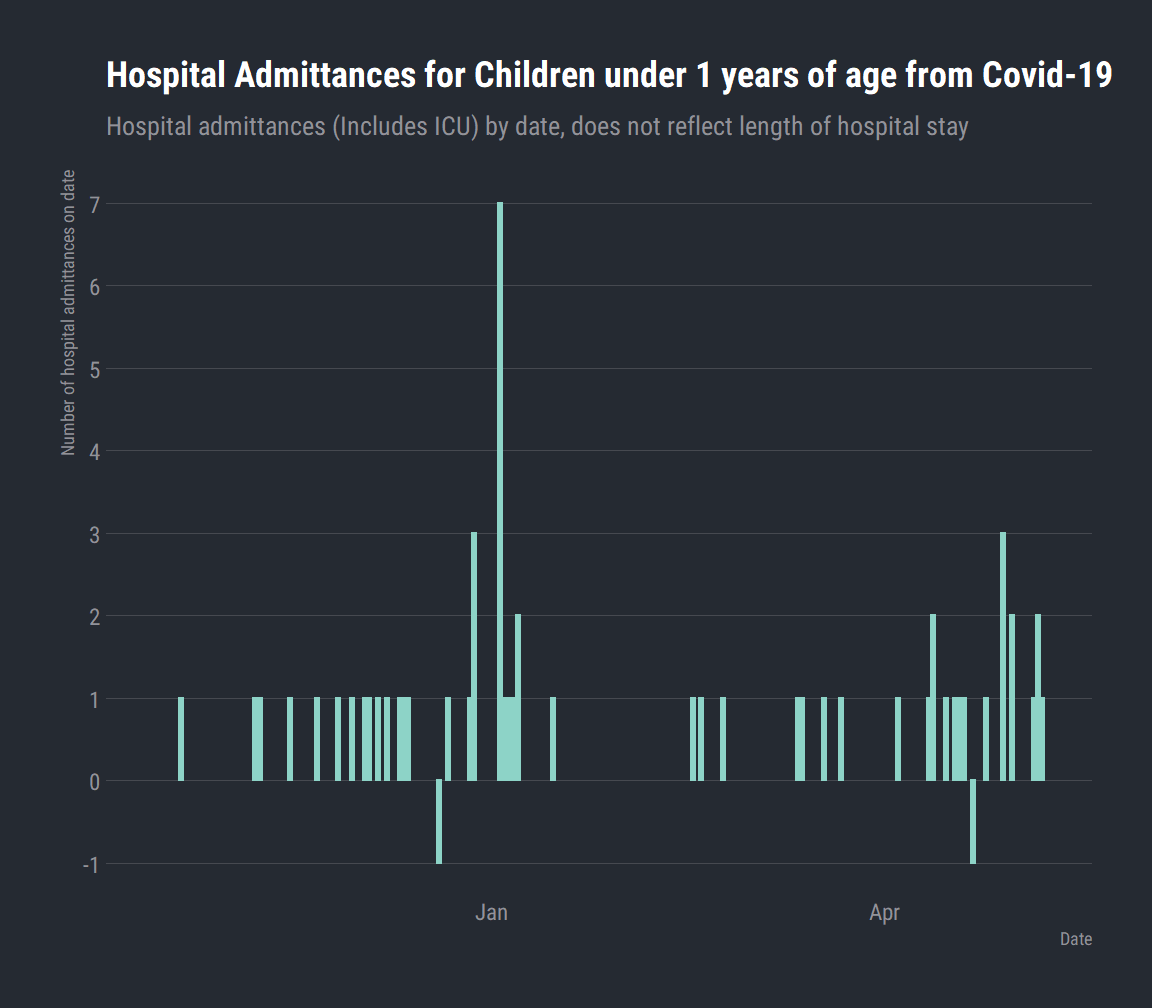 Hospital Admittances for Children under 1 years of age from Covid-19
Hospital admittances (Includes ICU) by date, does not reflect length of hospital stay
Number of hospital admittances on date
7
6
5
4
3
2
1
0
-1
Jan
Apr
Date